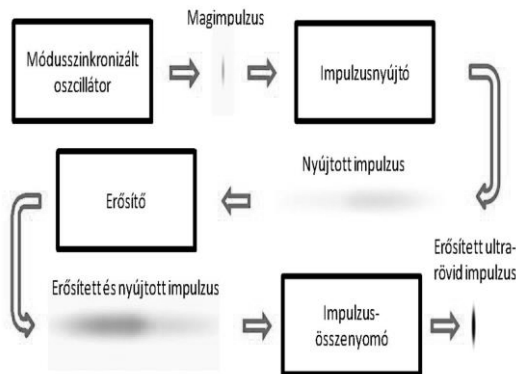 Magimpulzus
Módusszinkronizált
oszcillátor
Impulzusnyújtó
Nyújtott impulzus
Erősítő
Erősített és nyújtott impulzus
Impulzus-
összenyomó
Erősített ultra-
rövid impulzus